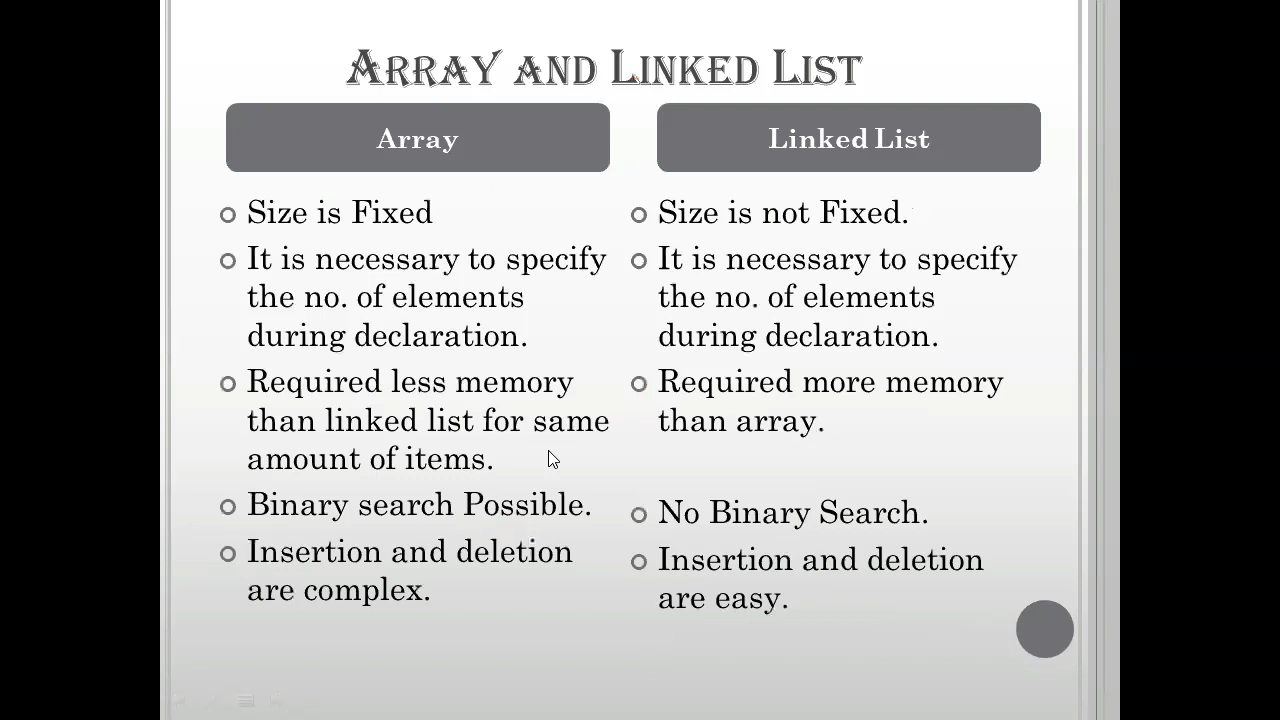 ARRAY AND LINKED LIST
Array
Size is Fixed
It is necessary to specify
the no. of elements
during declaration.
Required less memory
than linked list for same
amount of items.
Binary search Possible.
Insertion and deletion
are complex.
Linked List
Size is not Fixed.
It is necessary to specify
the no. of elements
during declaration.
Required more memory
than array.
No Binary Search.
Insertion and deletion
are easy.